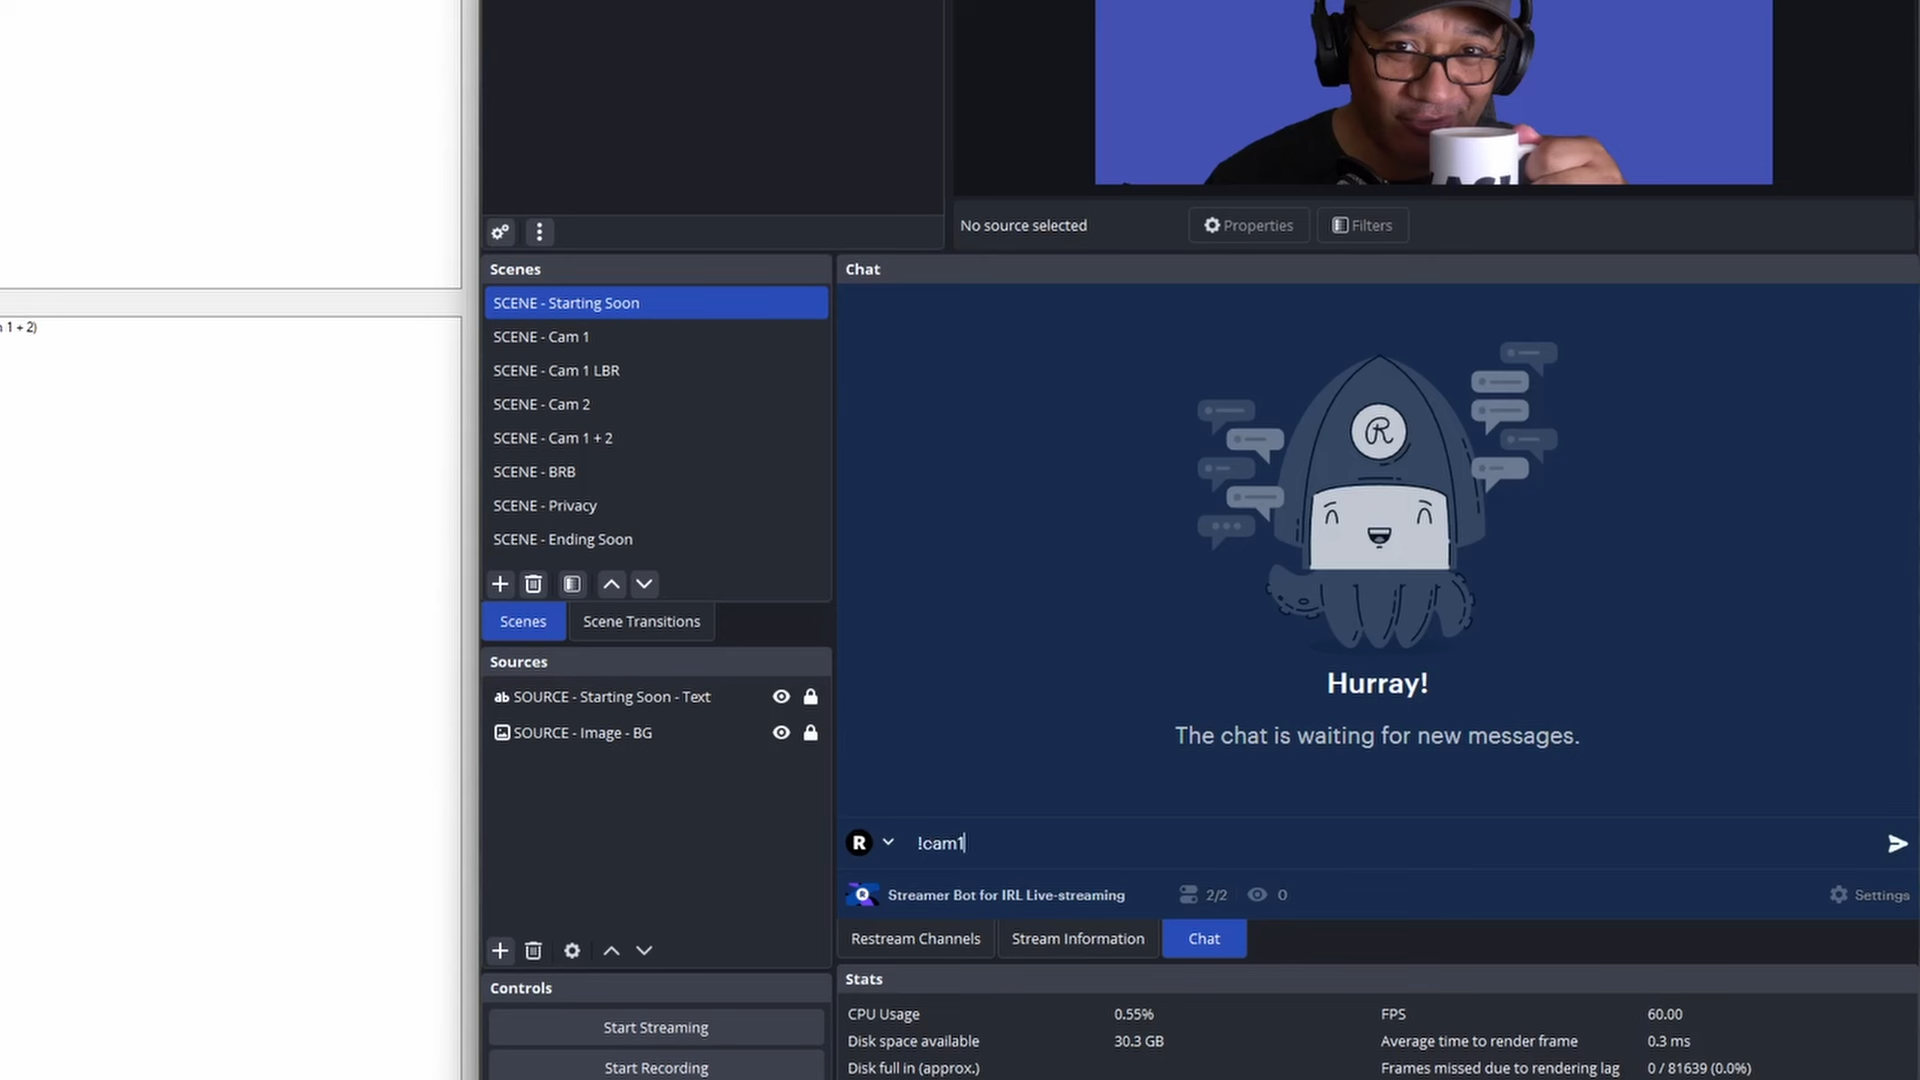 No source selected
Properties
Filters
Scenes
SCENE - Starting Soon
SCENE - Cam 1
SCENE - Cam 1 LBR
SCENE - Cam 2
SCENE - Cam 1 + 2
SCENE - BRB
SCENE - Privacy
SCENE - Ending Soon
Scenes
Scene Transitions
Sources
ab SOURCE - Starting Soon - Text
SOURCE - Image - BG
Controls
Start Streaming
Start Recording
1 + 2)
Chat
R
Hurray!
The chat is waiting for new messages.
R
!cam1
R
Streamer Bot for IRL Live-streaming
2/2
0
Settings
Restream Channels
Stream Information
Chat
Stats
CPU Usage
0.55%
FPS
60.00
Disk space available
30.3 GB
Average time to render frame
0.3 ms
Disk full in (approx.)
Frames missed due to rendering lag
0 / 81639 (0.0%)